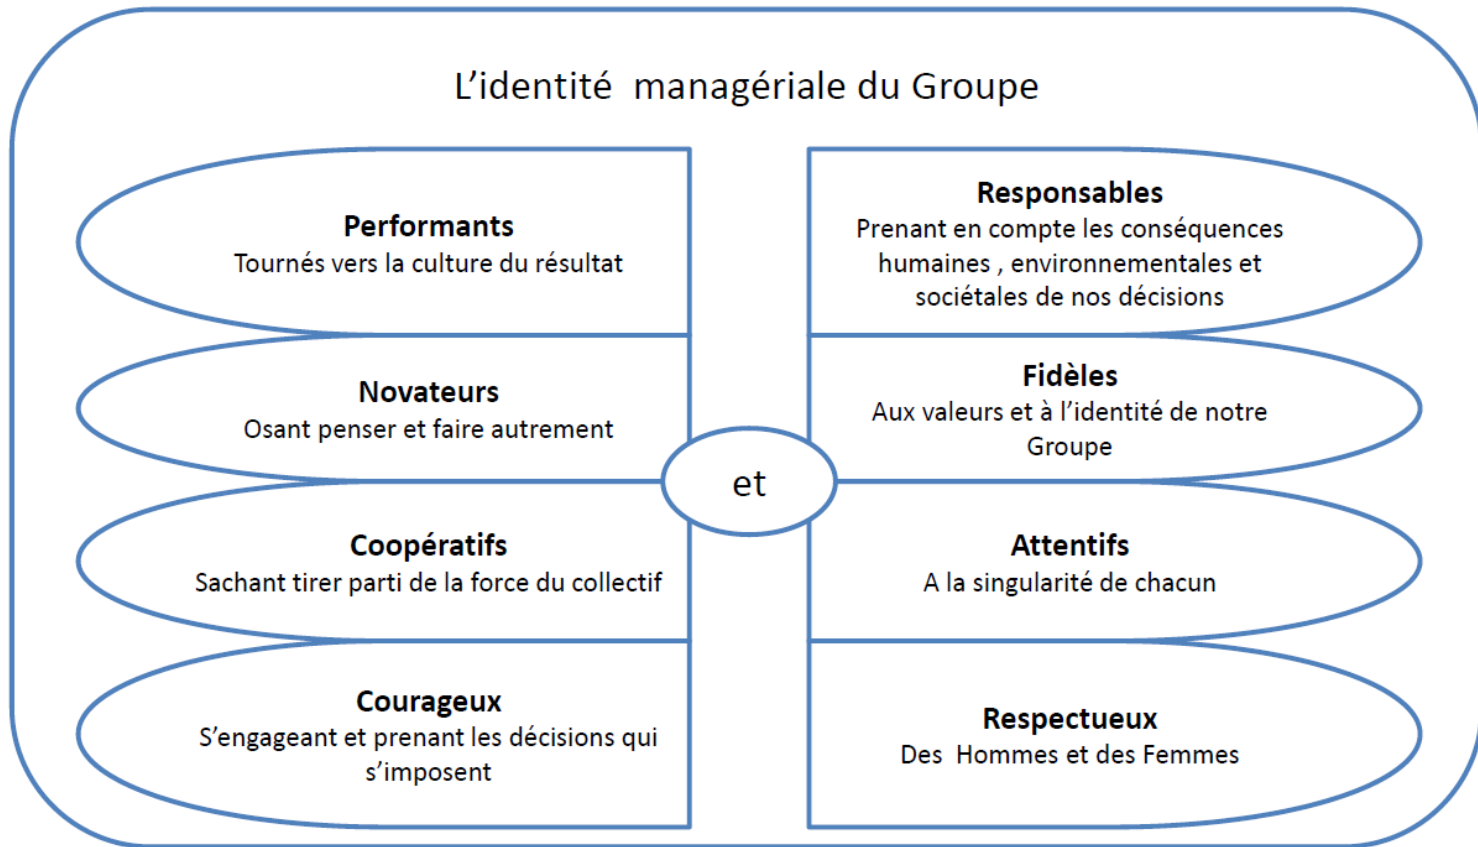 L'identité managériale du Groupe
Performants
Tournés vers la culture du résultat
Novateurs
Osant penser et faire autrement
Coopératifs
Sachant tirer parti de la force du collectif
Courageux
S'engageant et prenant les décisions qui
s'imposent
et
Responsables
Prenant en compte les conséquences
humaines , environnementales et
sociétales de nos décisions
Fidèles
Aux valeurs et à l'identité de notre
Groupe
Attentifs
A la singularité de chacun
Respectueux
Des Hommes et des Femmes